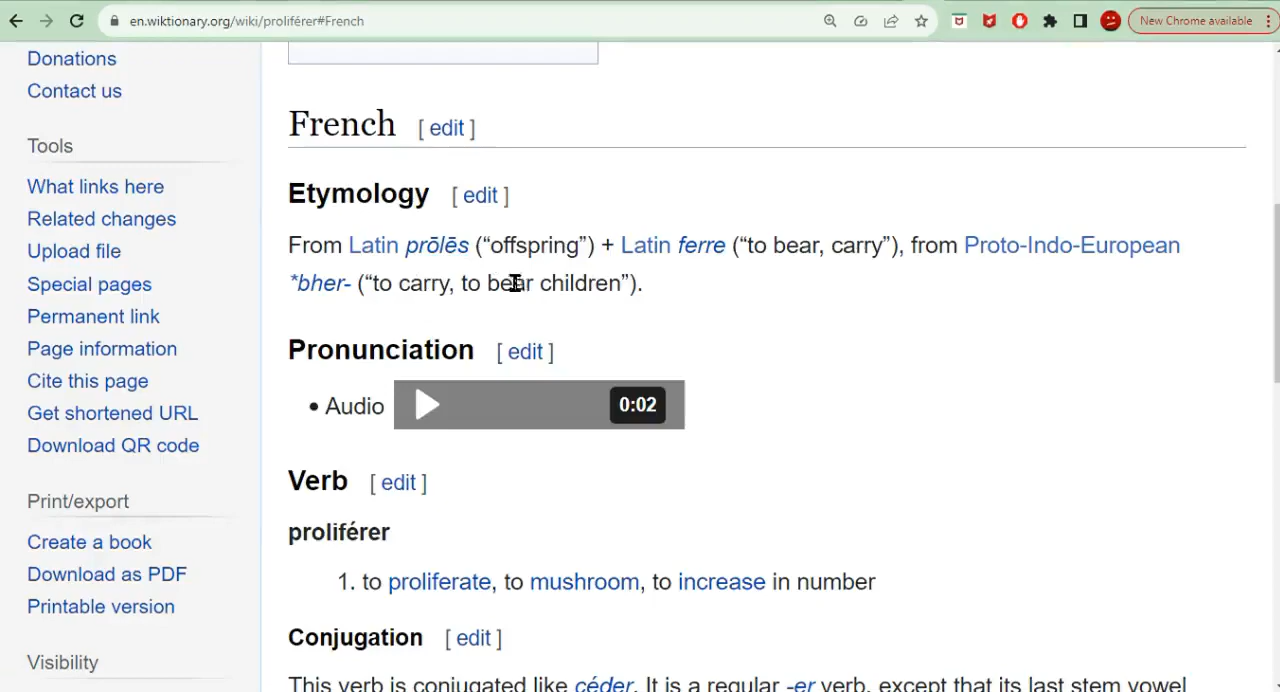 en.wiktionary.org/wiki/proliférer#French
New Chrome available
Donations
Contact us
Tools
What links here
Related changes
Upload file
Special pages
Permanent link
Page information
Cite this page
Get shortened URL
Download QR code
Print/export
Create a book
Download as PDF
Printable version
Visibility
French [ edit ]
Etymology [ edit ]
From Latin prōlēs (“offspring”) + Latin ferre (“to bear, carry”), from Proto-Indo-European
*bher- (“to carry, to bear children”).
Pronunciation [ edit ]
• Audio 0:02
Verb [ edit ]
proliférer
1. to proliferate, to mushroom, to increase in number
Conjugation [ edit ]
This verb is conjugated like céder. It is a regular -er verb, except that its last stem vowel